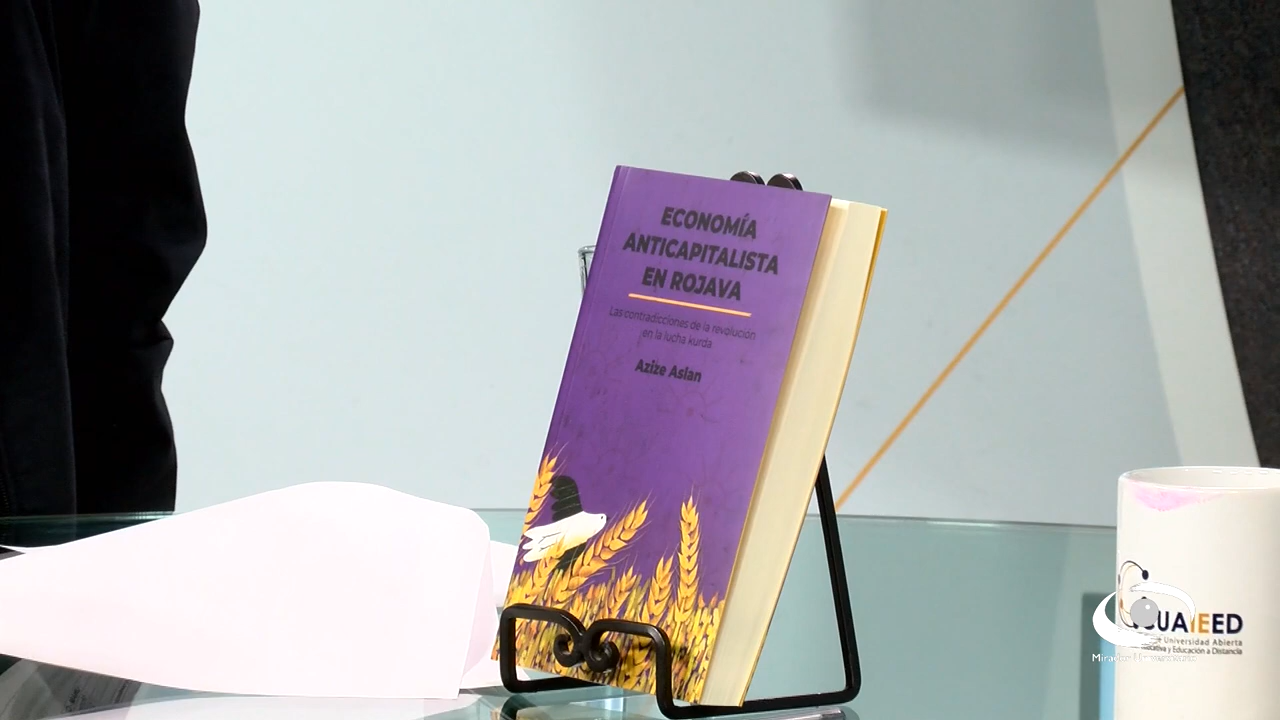 ECONOMÍA
ANTICAPITALISTA
EN ROJAVA
Las contradicciones de la revolución
en la lucha kurda
Azize Aslan
CUAIEED
de Universidad Abierta
y Educación a Distancia